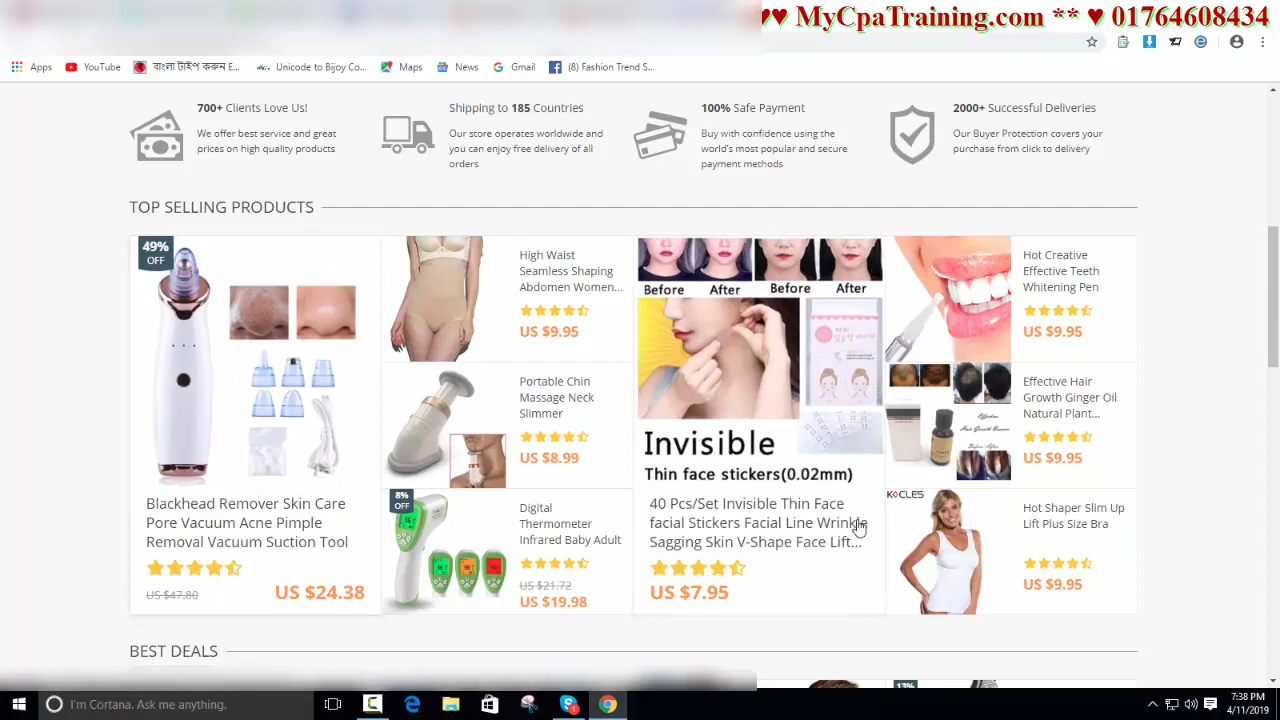 ♥♥ MyCpaTraining.com ** ♥ 01764608434
Apps
YouTube
বাংলা টাইপ করুন E...
Unicode to Bijoy Co...
Maps
News
Gmail
(8) Fashion Trend S...
700+ Clients Love Us!
We offer best service and great
prices on high quality products
Shipping to 185 Countries
Our store operates worldwide and
you can enjoy free delivery of all
orders
100% Safe Payment
Buy with confidence using the
world's most popular and secure
payment methods
2000+ Successful Deliveries
Our Buyer Protection covers your
purchase from click to delivery
TOP SELLING PRODUCTS
49%
OFF
Blackhead Remover Skin Care
Pore Vacuum Acne Pimple
Removal Vacuum Suction Tool
US $47.80
US $24.38
High Waist
Seamless Shaping
Abdomen Women...
US $9.95
Portable Chin
Massage Neck
Slimmer
US $8.99
8%
OFF
Digital
Thermometer
Infrared Baby Adult
US $21.72
US $19.98
Before After Before After
Invisible
Thin face stickers(0.02mm)
40 Pcs/Set Invisible Thin Face
facial Stickers Facial Line Wrinkle
Sagging Skin V-Shape Face Lift...
US $7.95
Hot Creative
Effective Teeth
Whitening Pen
US $9.95
Effective
Hair Growth
Before After
Effective Hair
Growth Ginger Oil
Natural Plant...
US $9.95
KOCLES
Hot Shaper Slim Up
Lift Plus Size Bra
US $9.95
BEST DEALS
13%
I'm Cortana. Ask me anything.
7:38 PM
4/11/2019